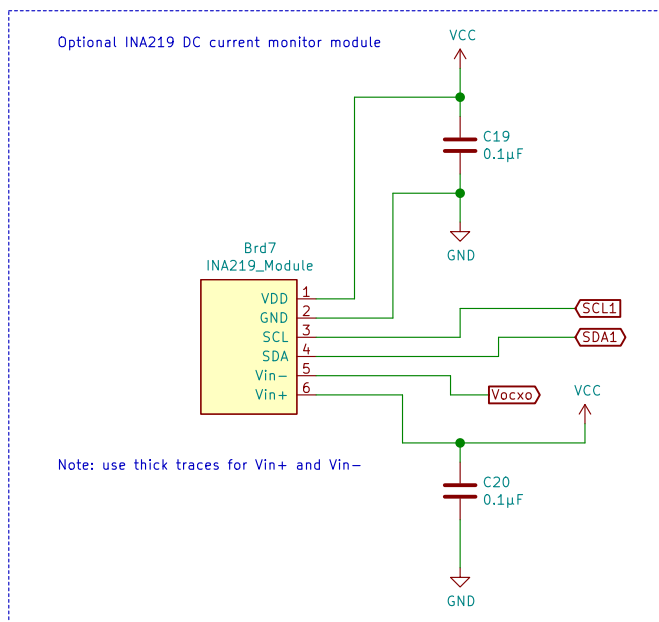 Optional INA219 DC current monitor module
VCC
C19
0.1µF
GND
Brd7
INA219_Module
VDD 1
GND 2
SCL 3
SDA 4
Vin- 5
Vin+ 6
SCL1
SDA1
Vocxo
VCC
Note: use thick traces for Vin+ and Vin-
C20
0.1µF
GND